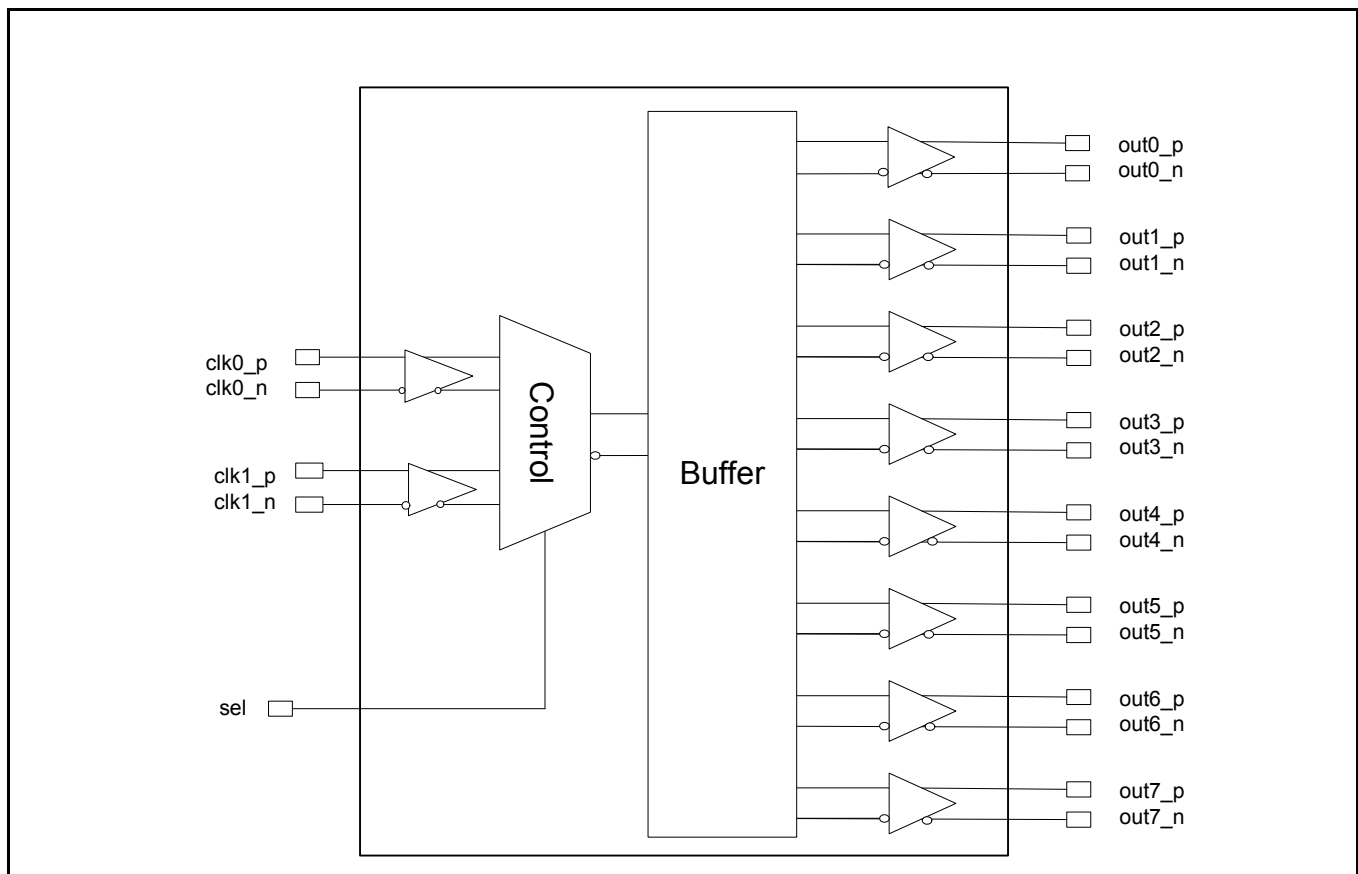 clk0_p
clk0_n
clk1_p
clk1_n
sel
Control
Buffer
out0_p
out0_n
out1_p
out1_n
out2_p
out2_n
out3_p
out3_n
out4_p
out4_n
out5_p
out5_n
out6_p
out6_n
out7_p
out7_n